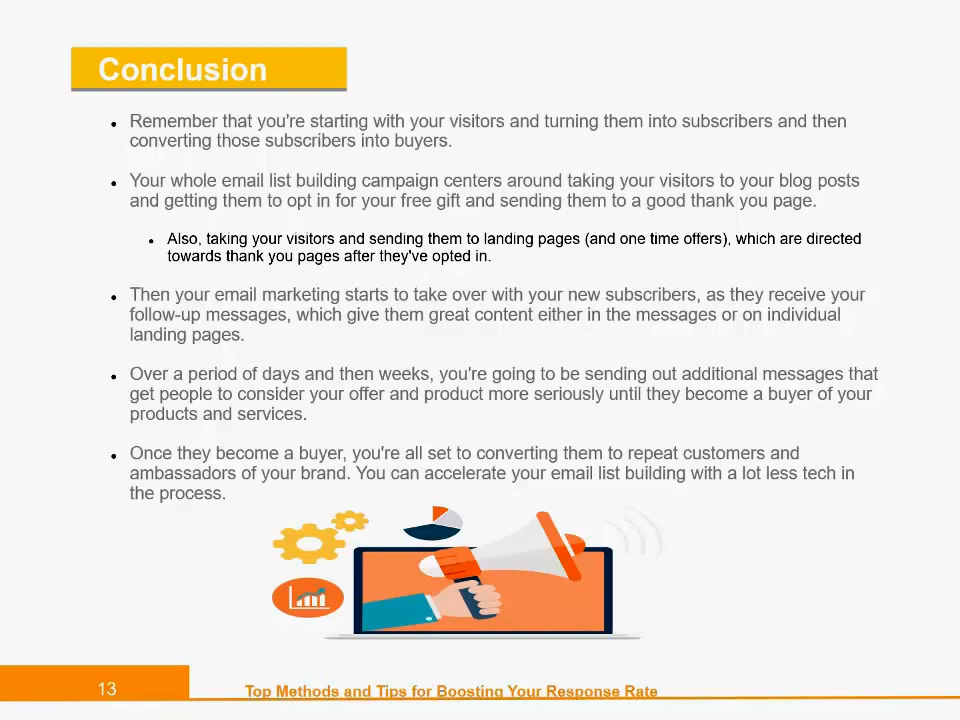 Conclusion
Remember that you're starting with your visitors and turning them into subscribers and then
converting those subscribers into buyers.
Your whole email list building campaign centers around taking your visitors to your blog posts
and getting them to opt in for your free gift and sending them to a good thank you page.
Also, taking your visitors and sending them to landing pages (and one time offers), which are directed
towards thank you pages after they've opted in.
Then your email marketing starts to take over with your new subscribers, as they receive your
follow-up messages, which give them great content either in the messages or on individual
landing pages.
Over a period of days and then weeks, you're going to be sending out additional messages that
get people to consider your offer and product more seriously until they become a buyer of your
products and services.
Once they become a buyer, you're all set to converting them to repeat customers and
ambassadors of your brand. You can accelerate your email list building with a lot less tech in
the process.
13
Top Methods and Tips for Boosting Your Response Rate